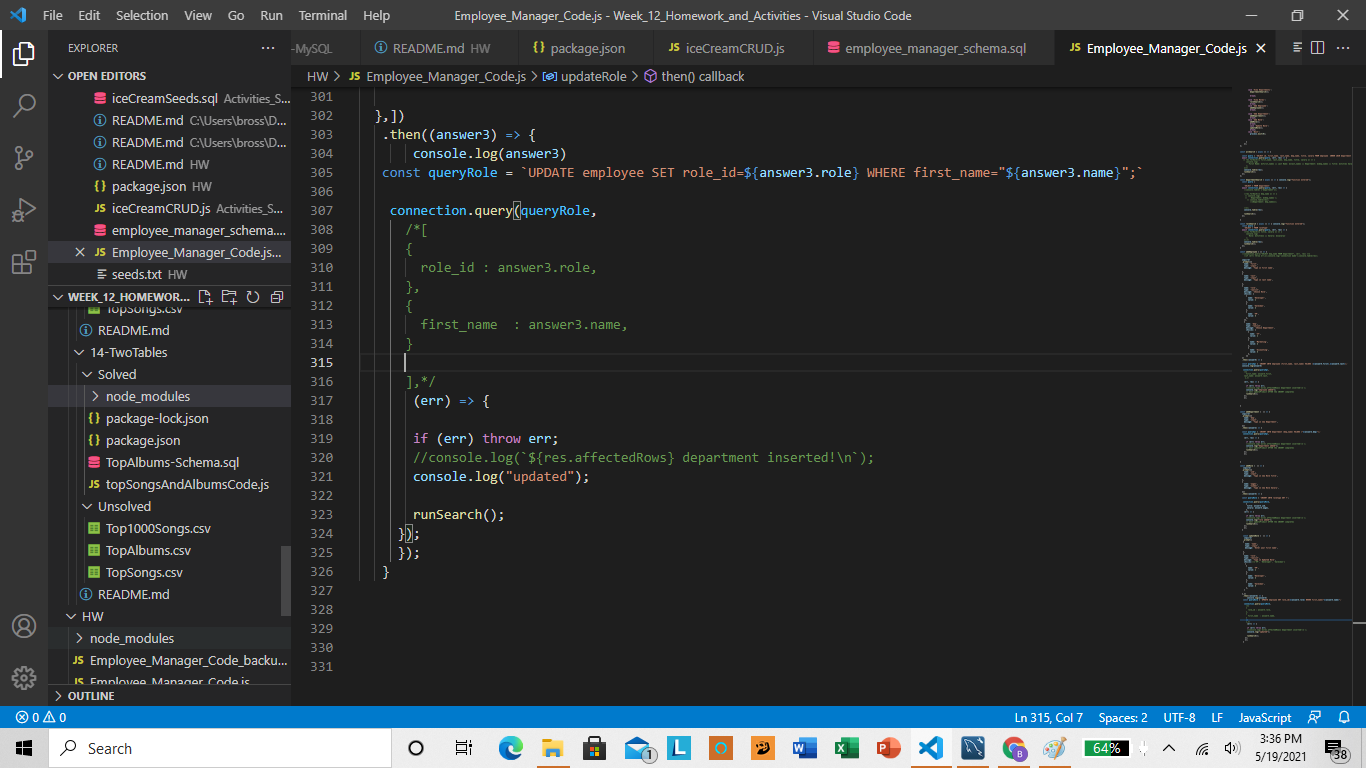 File Edit Selection View Go Run Terminal Help Employee_Manager_Code.js - Week_12_Homework_and_Activities - Visual Studio Code
EXPLORER
-MySQL README.md HW package.json iceCreamCRUD.js employee_manager_schema.sql Employee_Manager_Code.js
OPEN EDITORS
iceCreamSeeds.sql Activities_S...
README.md C:\Users\bross\D...
README.md C:\Users\bross\D...
README.md HW
package.json HW
iceCreamCRUD.js Activities_S...
employee_manager_schema....
Employee_Manager_Code.js...
seeds.txt HW
WEEK_12_HOMEWOR...
TopSongs.csv
README.md
14-TwoTables
Solved
node_modules
package-lock.json
package.json
TopAlbums-Schema.sql
topSongsAndAlbumsCode.js
Unsolved
Top1000Songs.csv
TopAlbums.csv
TopSongs.csv
README.md
HW
node_modules
Employee_Manager_Code_backu...
Employee_Manager_Code.js
OUTLINE
HW > JS Employee_Manager_Code.js > updateRole > then() callback
301
302 },])
303 .then((answer3) => {
304 console.log(answer3)
305 const queryRole = `UPDATE employee SET role_id=${answer3.role} WHERE first_name="${answer3.name}";`
306
307 connection.query(queryRole,
308 /*[
309 {
310 role_id : answer3.role,
311 },
312 {
313 first_name  : answer3.name,
314 }
315
316 ],*/
317 (err) => {
318
319 if (err) throw err;
320 //console.log(`${res.affectedRows} department inserted!\n`);
321 console.log("updated");
322
323 runSearch();
324 });
325 });
326 }
327
328
329
330
331
0 0 Ln 315, Col 7 Spaces: 2 UTF-8 LF JavaScript
Search 1 64% 3:36 PM
5/19/2021 38